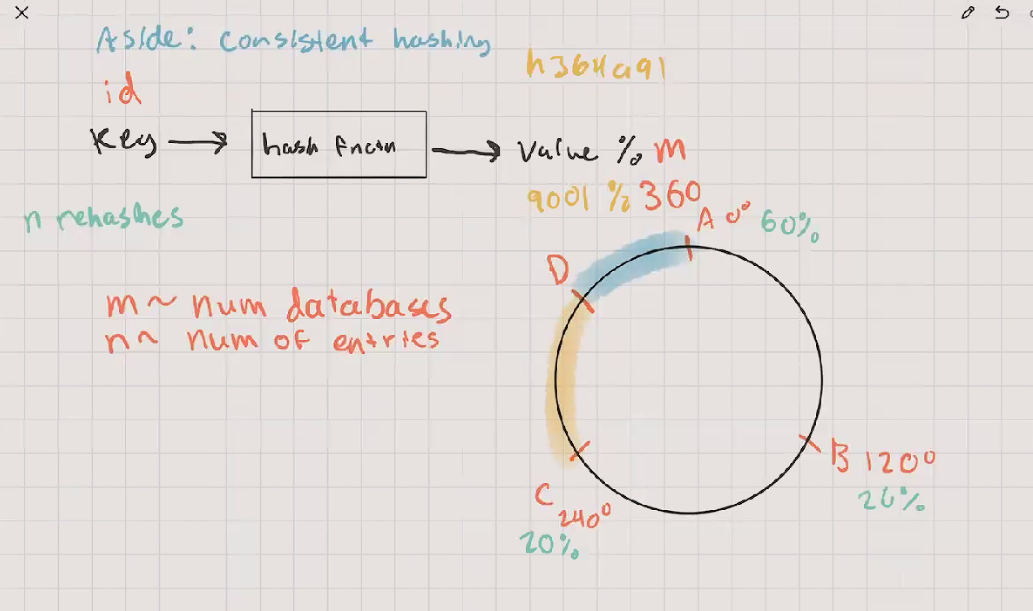 Aside: consistent hashing
h364a91
id
Key → hash fnctn → value % m
9001 % 360
n rehashes
A 0° 60%
D
m ~ num databases
n ~ num of entries
B 120°
20%
C 240°
20%